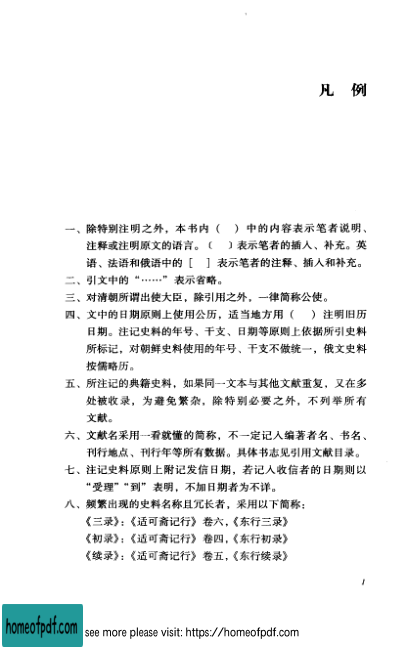 凡 例
一、除特别注明之外，本书内（ ）中的内容表示笔者说明、
注释或注明原文的语言。〔 〕表示笔者的插入、补充。英
语、法语和俄语中的［ ］表示笔者的注释、插入和补充。
二、引文中的“……”表示省略。
三、对清朝所谓出使大臣，除引用之外，一律简称公使。
四、文中的日期原则上使用公历，适当地方用（ ）注明旧历
日期。注记史料的年号、干支、日期等原则上依据所引史料
所标记，对朝鲜史料使用的年号、干支不做统一，俄文史料
按儒略历。
五、所注记的典籍史料，如果同一文本与其他文献重复，又在多
处被收录，为避免繁杂，除特别必要之外，不列举所有
文献。
六、文献名采用一看就懂的简称，不一定记入编著者名、书名、
刊行地点、刊行年等所有数据。具体书志见引用文献目录。
七、注记史料原则上附记发信日期，若记入收信者的日期则以
“受理”“到”表明，不加日期者为不详。
八、频繁出现的史料名称且冗长者，采用以下简称：
《三录》：《适可斋记行》卷六，《东行三录》
《初录》：《适可斋记行》卷四，《东行初录》
《续录》：《适可斋记行》卷五，《东行续录》
1
homeofpdf.com
see more please visit: https://homeofpdf.com